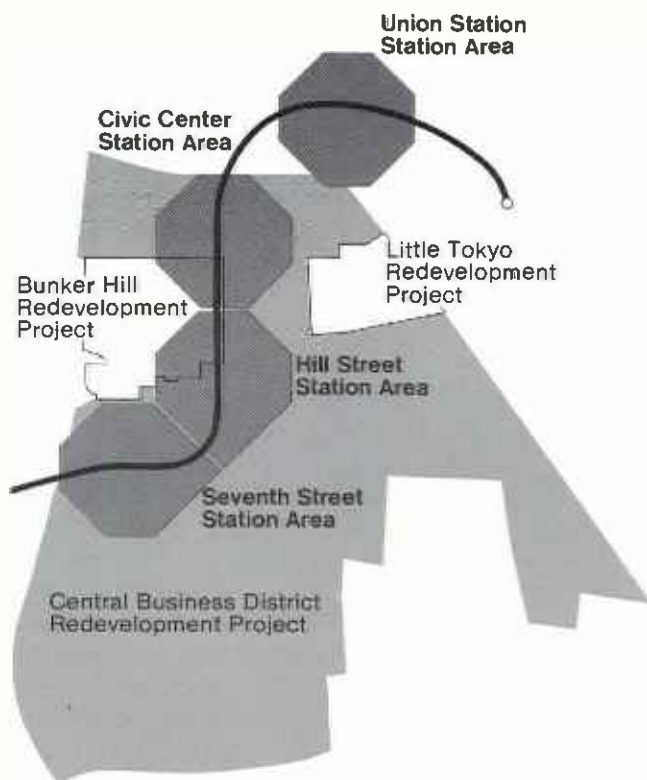 Union Station
Station Area
Civic Center
Station Area
Little Tokyo
Redevelopment
Project
Bunker Hill
Redevelopment
Project
Hill Street
Station Area
Seventh Street
Station Area
Central Business District
Redevelopment Project